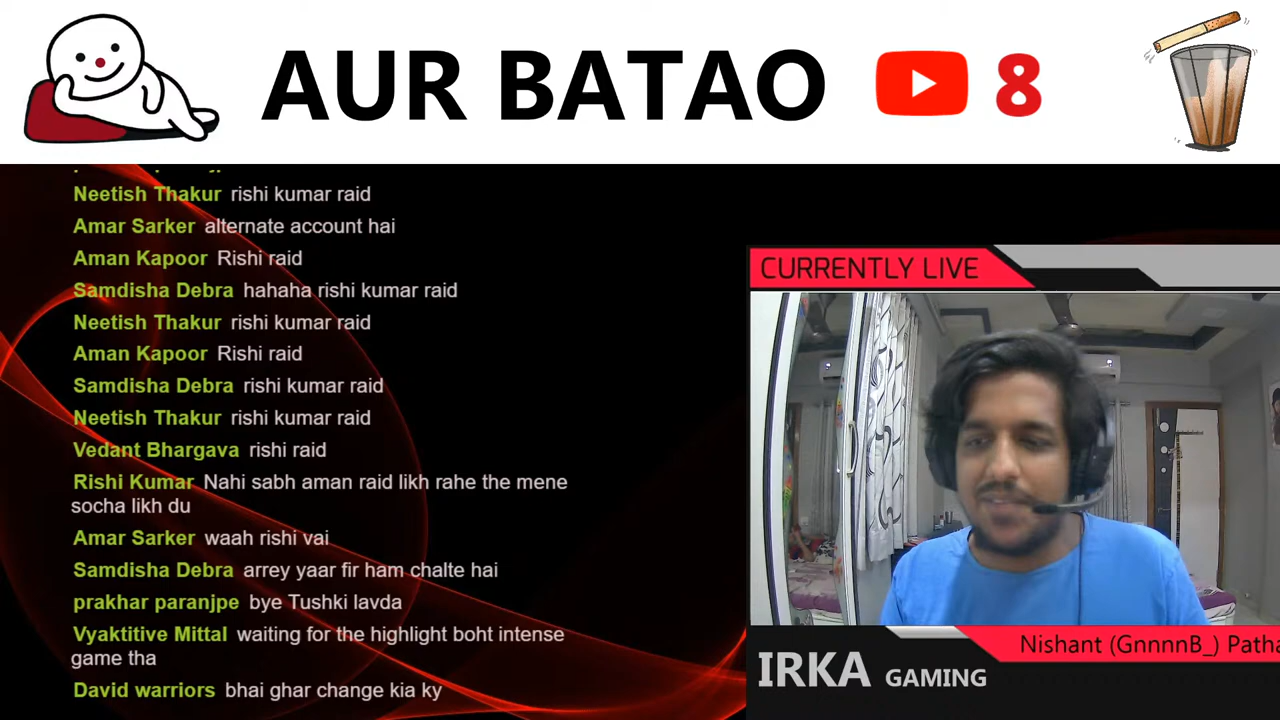 AUR BATAO
8
Neetish Thakur rishi kumar raid
Amar Sarker alternate account hai
Aman Kapoor Rishi raid
Samdisha Debra hahaha rishi kumar raid
Neetish Thakur rishi kumar raid
Aman Kapoor Rishi raid
Samdisha Debra rishi kumar raid
Neetish Thakur rishi kumar raid
Vedant Bhargava rishi raid
Rishi Kumar Nahi sabh aman raid likh rahe the mene
socha likh du
Amar Sarker waah rishi vai
Samdisha Debra arrey yaar fir ham chalte hai
prakhar paranjpe bye Tushki lavda
Vyaktitive Mittal waiting for the highlight boht intense
game tha
David warriors bhai ghar change kia ky
CURRENTLY LIVE
Nishant (GnnnnB_) Patha
IRKA GAMING